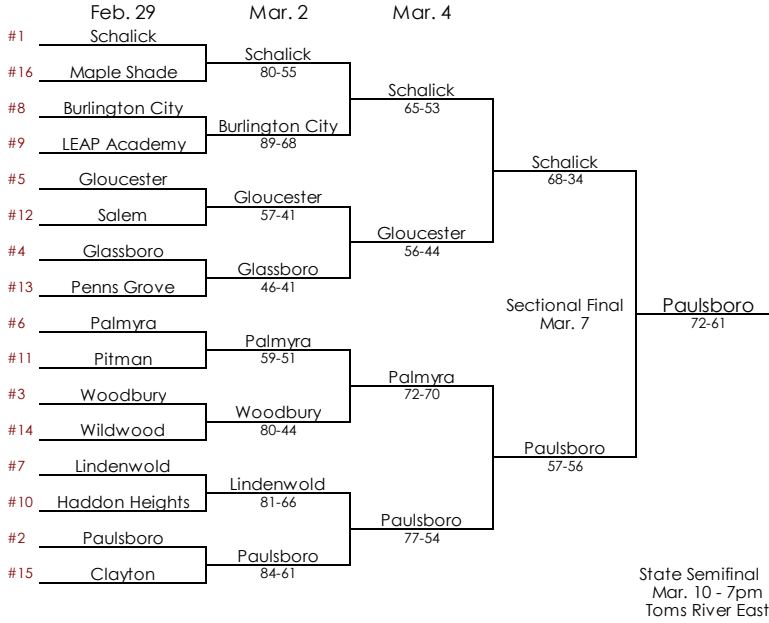 Feb. 29 Mar. 2 Mar. 4
#1 Schalick
#16 Maple Shade
#8 Burlington City
#9 LEAP Academy
#5 Gloucester
#12 Salem
#4 Glassboro
#13 Penns Grove
#6 Palmyra
#11 Pitman
#3 Woodbury
#14 Wildwood
#7 Lindenwold
#10 Haddon Heights
#2 Paulsboro
#15 Clayton
Schalick
80-55
Burlington City
89-68
Gloucester
57-41
Glassboro
46-41
Palmyra
59-51
Woodbury
80-44
Lindenwold
81-66
Paulsboro
84-61
Schalick
65-53
Gloucester
56-44
Palmyra
72-70
Paulsboro
77-54
Schalick
68-34
Paulsboro
57-56
Sectional Final
Mar. 7
Paulsboro
72-61
State Semifinal
Mar. 10 - 7pm
Toms River East